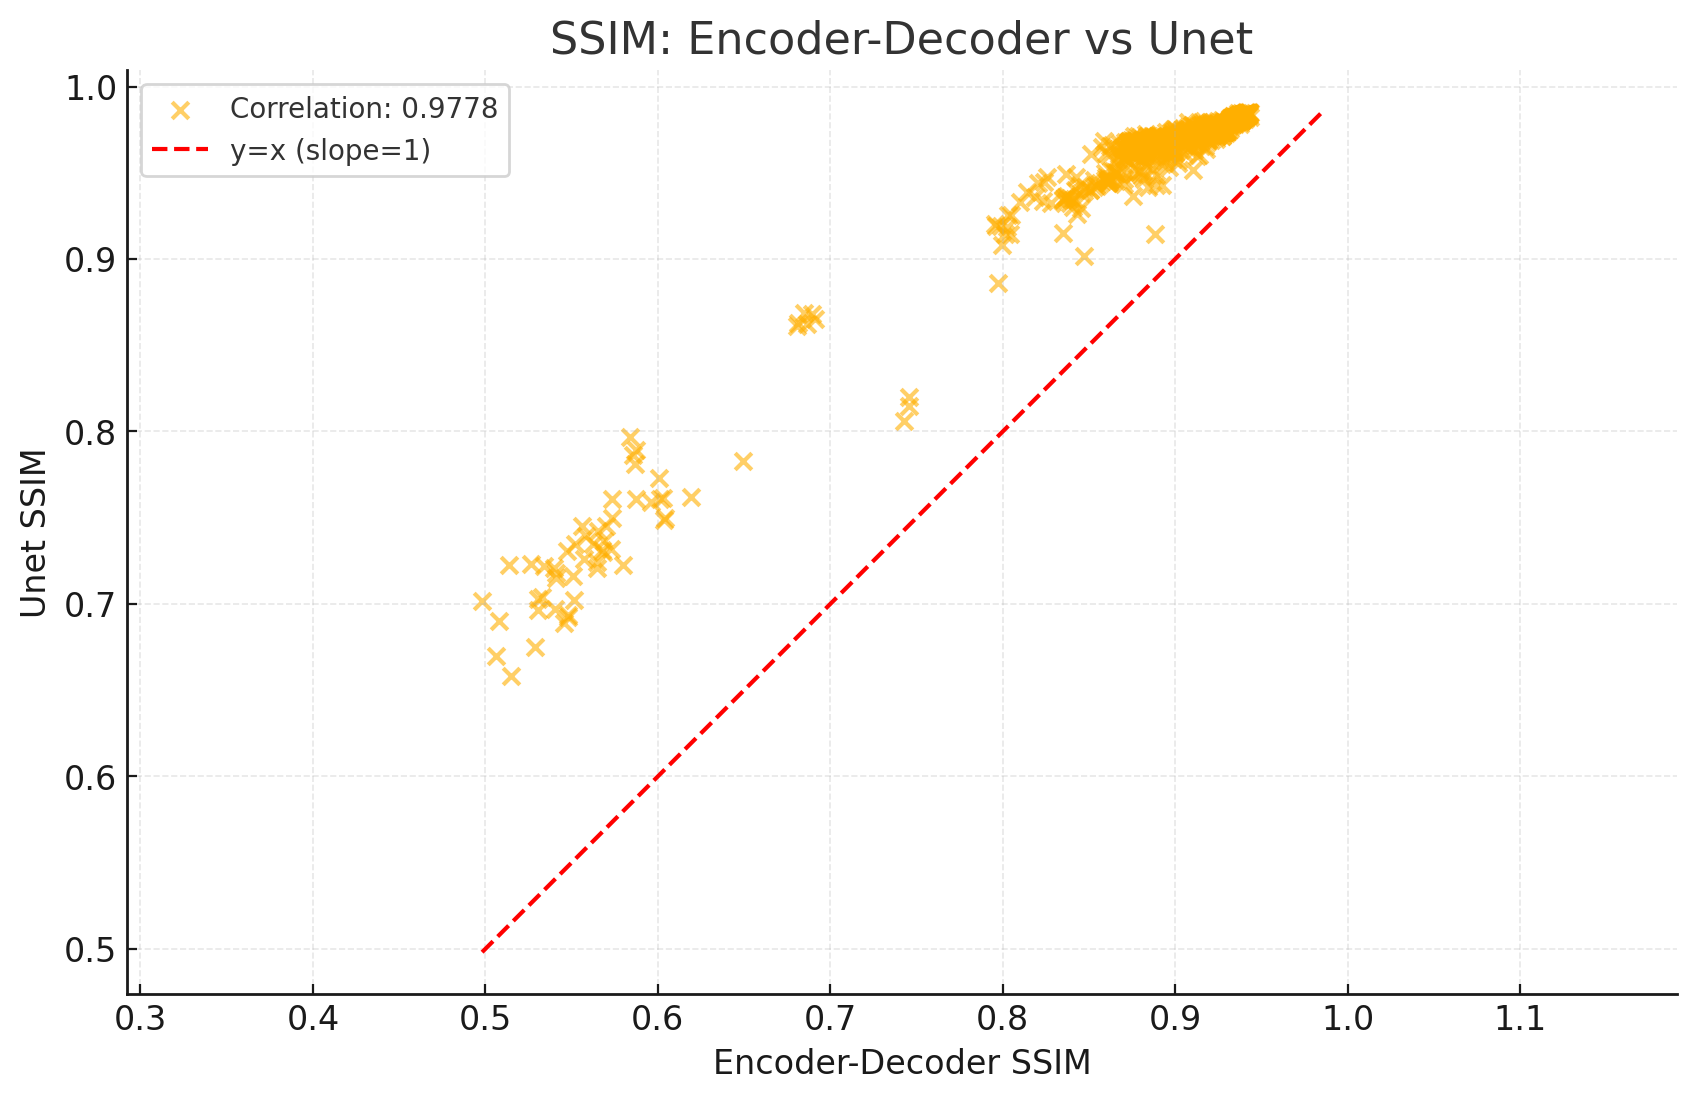 SSIM: Encoder-Decoder vs Unet
Correlation: 0.9778
y=x (slope=1)
1.0
0.9
0.8
0.7
0.6
0.5
Unet SSIM
0.3 0.4 0.5 0.6 0.7 0.8 0.9 1.0 1.1
Encoder-Decoder SSIM